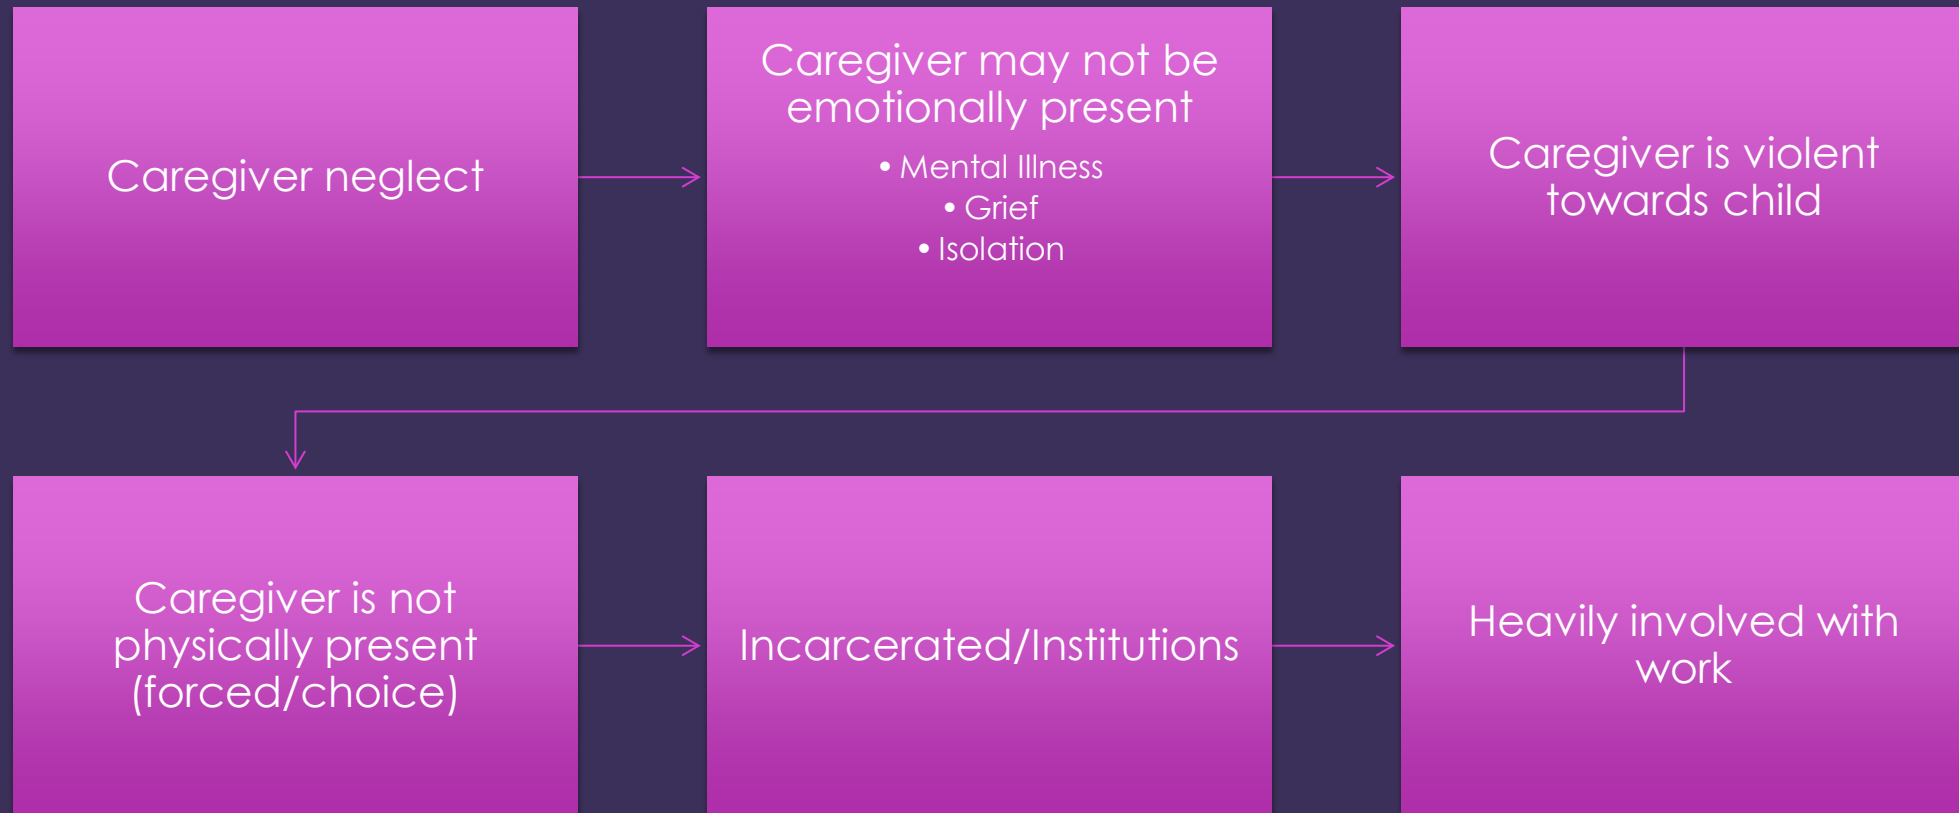 Caregiver neglect
Caregiver may not be
emotionally present
• Mental Illness
• Grief
• Isolation
Caregiver is violent
towards child
Caregiver is not
physically present
(forced/choice)
Incarcerated/Institutions
Heavily involved with
work